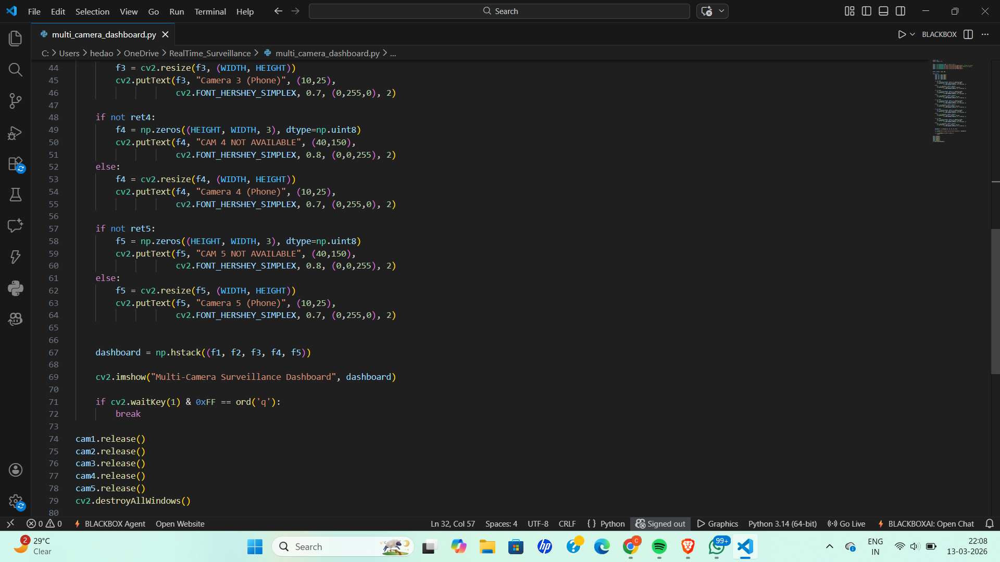 File Edit Selection View Go Run Terminal Help
Search
multi_camera_dashboard.py
BLACKBOX
C: > Users > hedao > OneDrive > RealTime_Surveillance > multi_camera_dashboard.py > ...
44 f3 = cv2.resize(f3, (WIDTH, HEIGHT))
45 cv2.putText(f3, "Camera 3 (Phone)", (10,25),
46 cv2.FONT_HERSHEY_SIMPLEX, 0.7, (0,255,0), 2)
47
48 if not ret4:
49 f4 = np.zeros((HEIGHT, WIDTH, 3), dtype=np.uint8)
50 cv2.putText(f4, "CAM 4 NOT AVAILABLE", (40,150),
51 cv2.FONT_HERSHEY_SIMPLEX, 0.8, (0,0,255), 2)
52 else:
53 f4 = cv2.resize(f4, (WIDTH, HEIGHT))
54 cv2.putText(f4, "Camera 4 (Phone)", (10,25),
55 cv2.FONT_HERSHEY_SIMPLEX, 0.7, (0,255,0), 2)
56
57 if not ret5:
58 f5 = np.zeros((HEIGHT, WIDTH, 3), dtype=np.uint8)
59 cv2.putText(f5, "CAM 5 NOT AVAILABLE", (40,150),
60 cv2.FONT_HERSHEY_SIMPLEX, 0.8, (0,0,255), 2)
61 else:
62 f5 = cv2.resize(f5, (WIDTH, HEIGHT))
63 cv2.putText(f5, "Camera 5 (Phone)", (10,25),
64 cv2.FONT_HERSHEY_SIMPLEX, 0.7, (0,255,0), 2)
65
66
67 dashboard = np.hstack((f1, f2, f3, f4, f5))
68
69 cv2.imshow("Multi-Camera Surveillance Dashboard", dashboard)
70
71 if cv2.waitKey(1) & 0xFF == ord('q'):
72 break
73
74 cam1.release()
75 cam2.release()
76 cam3.release()
77 cam4.release()
78 cam5.release()
79 cv2.destroyAllWindows()
80
0 0 BLACKBOX Agent Open Website Ln 32, Col 57 Spaces: 4 UTF-8 CRLF {} Python Signed out Graphics Python 3.14 (64-bit) Go Live BLACKBOXAI: Open Chat
2 29°C
Clear
Search
hp
C
99+
ENG
IN
22:08
13-03-2026